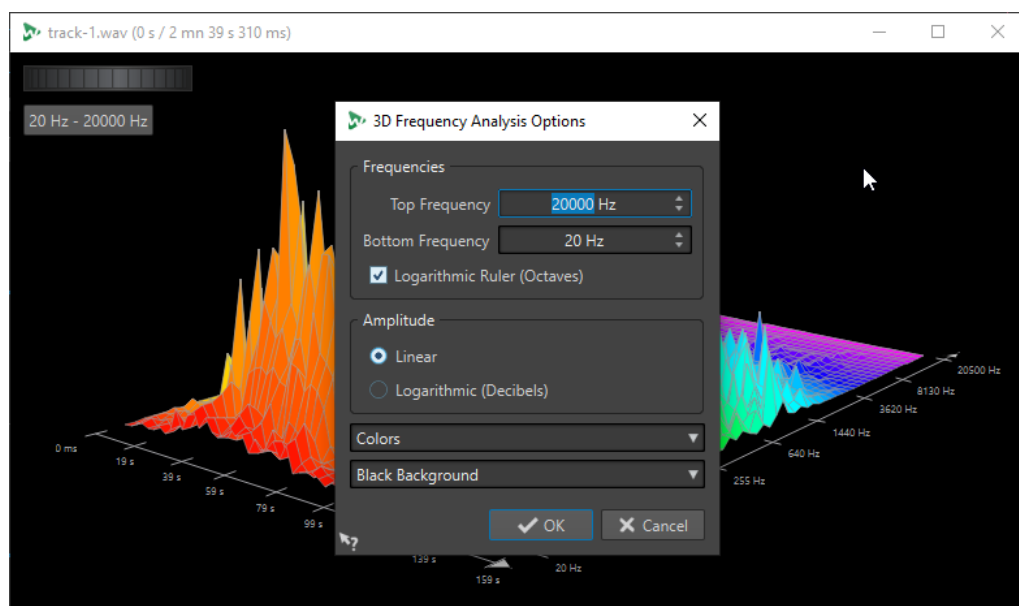 track-1.wav (0 s / 2 mn 39 s 310 ms)
20 Hz - 20000 Hz
3D Frequency Analysis Options
Frequencies
Top Frequency 20000 Hz
Bottom Frequency 20 Hz
Logarithmic Ruler (Octaves)
Amplitude
Linear
Logarithmic (Decibels)
Colors
Black Background
OK Cancel
0 ms
19 s
39 s
59 s
79 s
99 s
139 s
159 s
20 Hz
255 Hz
640 Hz
1440 Hz
3620 Hz
8130 Hz
20500 Hz